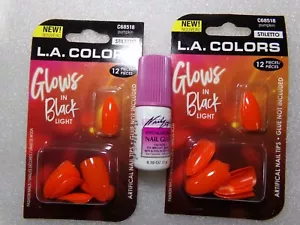 NEW!
C68518
pumpkin
STILETTO
L.A. COLORS
12 PIECES
Glows
IN
Black
LIGHT
ARTIFICIAL NAIL TIPS • GLUE NOT INCLUDED
NAIL GLUE
NEW!
C68518
pumpkin
STILETTO
L.A. COLORS
12 PIECES
Glows
IN
Black
LIGHT
ARTIFICIAL NAIL TIPS • GLUE NOT INCLUDED